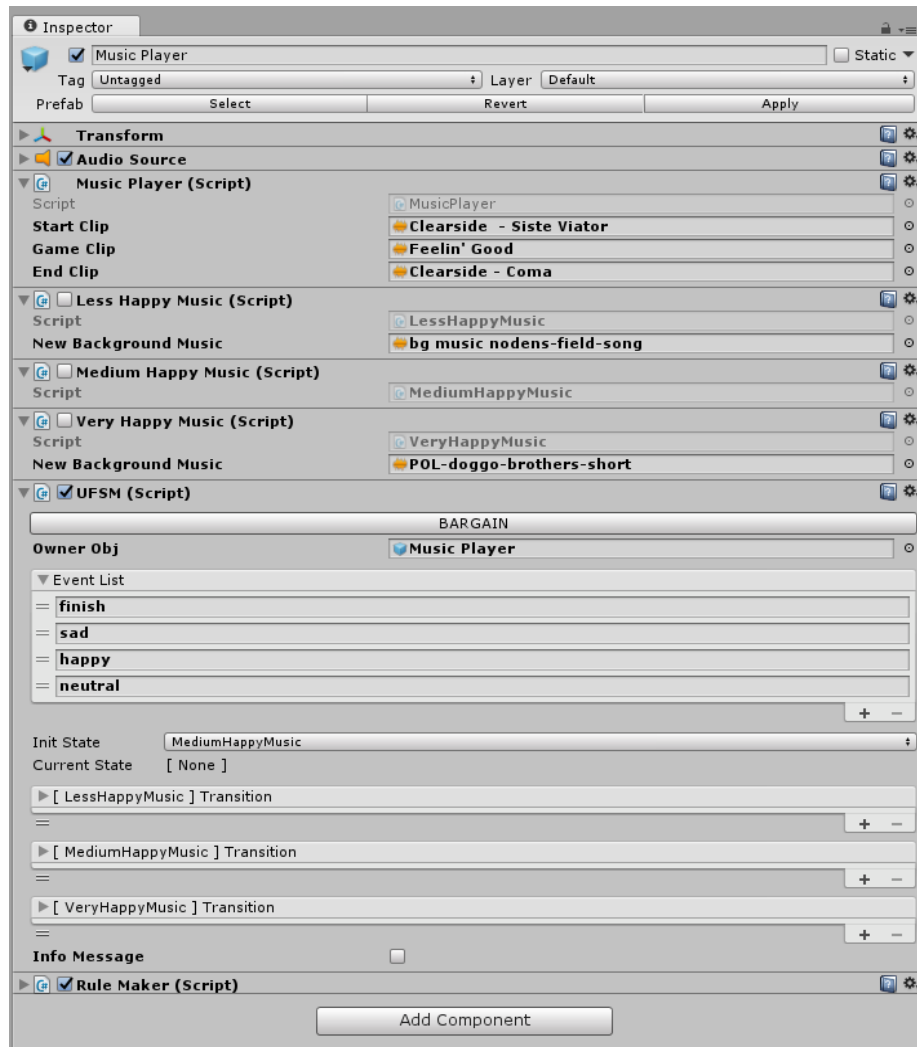 Inspector
Music Player Static
Tag Untagged Layer Default
Prefab Select Revert Apply
Transform
Audio Source
Music Player (Script)
Script MusicPlayer
Start Clip Clearside - Siste Viator
Game Clip Feelin' Good
End Clip Clearside - Coma
Less Happy Music (Script)
Script LessHappyMusic
New Background Music bg music nodens-field-song
Medium Happy Music (Script)
Script MediumHappyMusic
Very Happy Music (Script)
Script VeryHappyMusic
New Background Music POL-doggo-brothers-short
UFSM (Script)
BARGAIN
Owner Obj Music Player
Event List
= finish
= sad
= happy
= neutral
+ −
Init State MediumHappyMusic
Current State [ None ]
[ LessHappyMusic ] Transition
= + −
[ MediumHappyMusic ] Transition
= + −
[ VeryHappyMusic ] Transition
= + −
Info Message
Rule Maker (Script)
Add Component